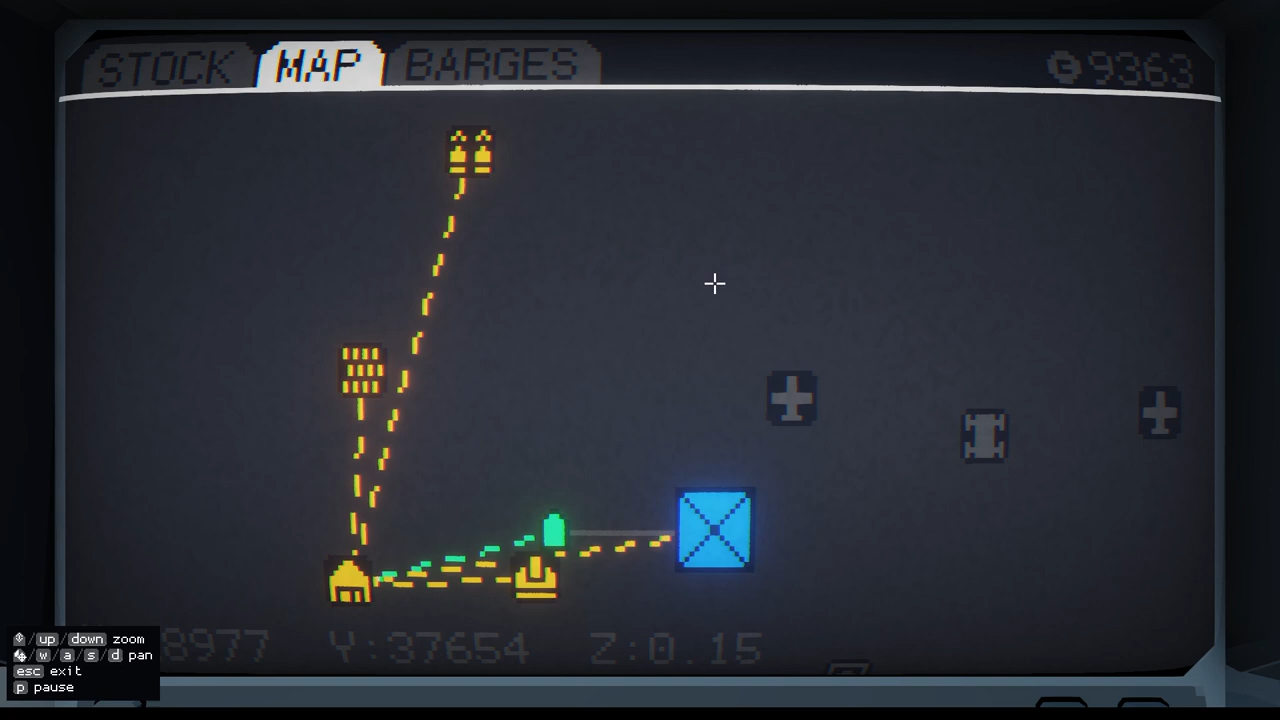 STOCK MAP BARGES 9363
8977 Y:37654 Z:0.15
/up/down zoom
/w/a/s/d pan
esc exit
p pause